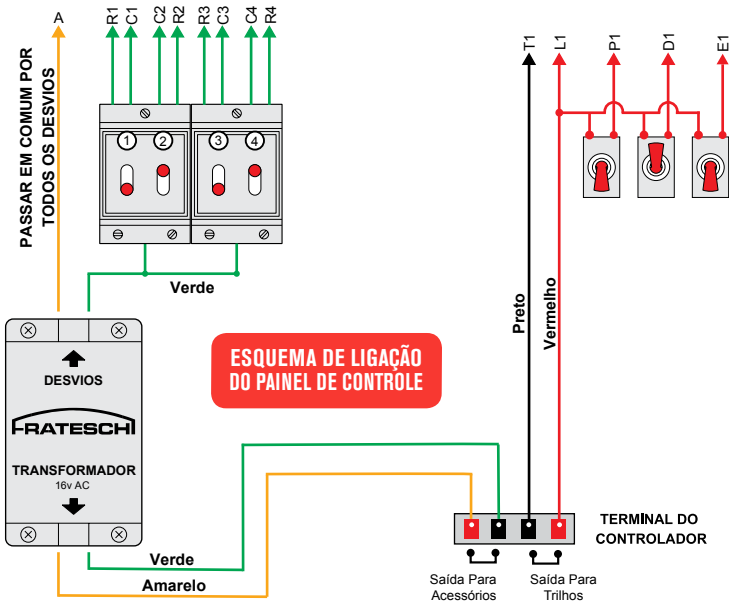 A
R1
C1
C2
R2
R3
C3
C4
R4
T1
L1
P1
D1
E1
PASSAR EM COMUM POR
TODOS OS DESVIOS
1
2
3
4
Verde
Preto
Vermelho
ESQUEMA DE LIGAÇÃO
DO PAINEL DE CONTROLE
DESVIOS
FRATESCHI
TRANSFORMADOR
16v AC
Verde
Amarelo
TERMINAL DO
CONTROLADOR
Saída Para
Acessórios
Saída Para
Trilhos